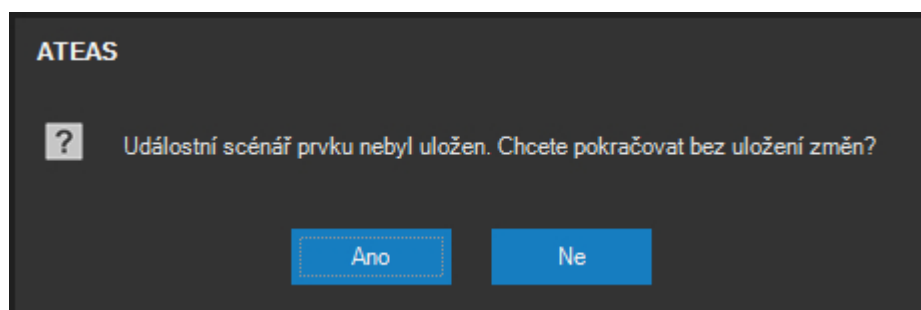 ATEAS
Událostní scénář prvku nebyl uložen. Chcete pokračovat bez uložení změn?
Ano
Ne